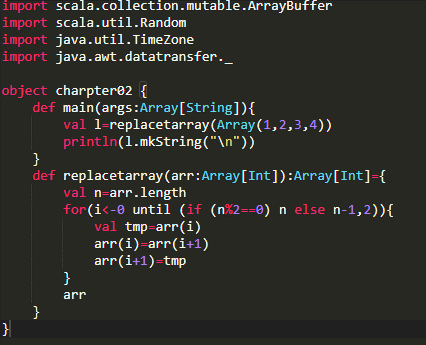 import scala.collection.mutable.ArrayBuffer
import scala.util.Random
import java.util.TimeZone
import java.awt.datatransfer._

object charpter02 {
    def main(args:Array[String]){
        val l=replacetarray(Array(1,2,3,4))
        println(l.mkString("\n"))
    }
    def replacetarray(arr:Array[Int]):Array[Int]={
        val n=arr.length
        for(i<-0 until (if (n%2==0) n else n-1,2)){
            val tmp=arr(i)
            arr(i)=arr(i+1)
            arr(i+1)=tmp
        }
        arr
    }
}